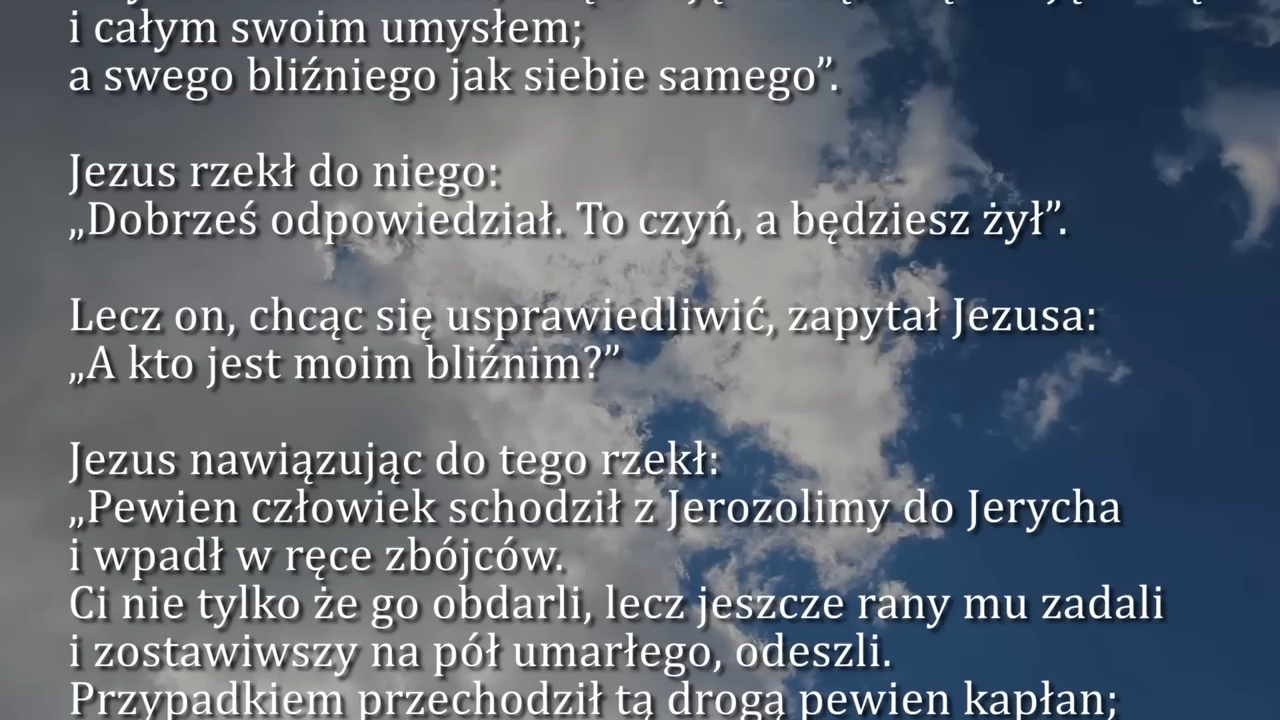 i całym swoim umysłem;
a swego bliźniego jak siebie samego”.
Jezus rzekł do niego:
„Dobrześ odpowiedział. To czyń, a będziesz żył”.
Lecz on, chcąc się usprawiedliwić, zapytał Jezusa:
„A kto jest moim bliźnim?”
Jezus nawiązując do tego rzekł:
„Pewien człowiek schodził z Jerozolimy do Jerycha
i wpadł w ręce zbójców.
Ci nie tylko że go obdarli, lecz jeszcze rany mu zadali
i zostawiwszy na pół umarłego, odeszli.
Przypadkiem przechodził tą drogą pewien kapłan;